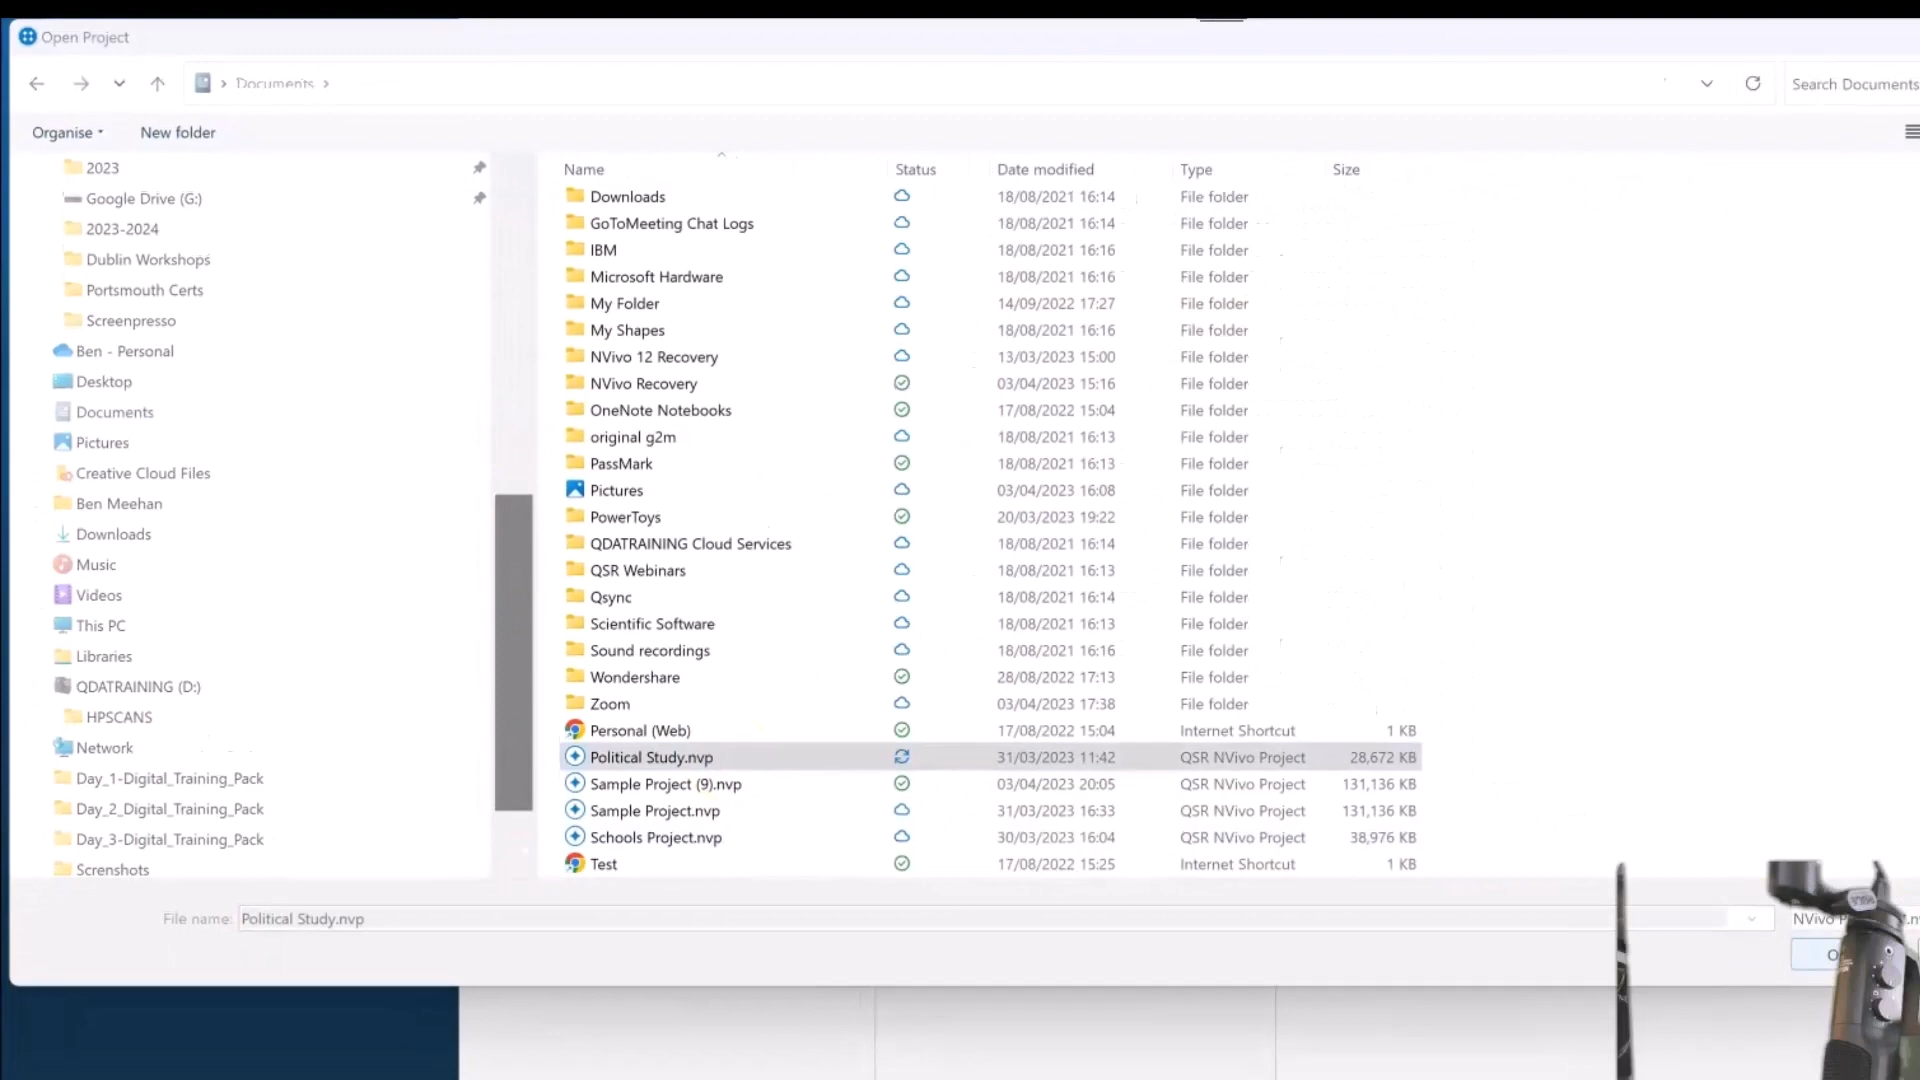 Open Project
Documents
Search Documents
Organise
New folder
2023
Google Drive (G:)
2023-2024
Dublin Workshops
Portsmouth Certs
Screenpresso
Ben - Personal
Desktop
Documents
Pictures
Creative Cloud Files
Ben Meehan
Downloads
Music
Videos
This PC
Libraries
QDATRAINING (D:)
HPSCANS
Network
Day_1-Digital_Training_Pack
Day_2_Digital_Training_Pack
Day_3-Digital_Training_Pack
Screnshots
Name Status Date modified Type Size
Downloads 18/08/2021 16:14 File folder
GoToMeeting Chat Logs 18/08/2021 16:14 File folder
IBM 18/08/2021 16:16 File folder
Microsoft Hardware 18/08/2021 16:16 File folder
My Folder 14/09/2022 17:27 File folder
My Shapes 18/08/2021 16:16 File folder
NVivo 12 Recovery 13/03/2023 15:00 File folder
NVivo Recovery 03/04/2023 15:16 File folder
OneNote Notebooks 17/08/2022 15:04 File folder
original g2m 18/08/2021 16:13 File folder
PassMark 18/08/2021 16:13 File folder
Pictures 03/04/2023 16:08 File folder
PowerToys 20/03/2023 19:22 File folder
QDATRAINING Cloud Services 18/08/2021 16:14 File folder
QSR Webinars 18/08/2021 16:13 File folder
Qsync 18/08/2021 16:14 File folder
Scientific Software 18/08/2021 16:13 File folder
Sound recordings 18/08/2021 16:16 File folder
Wondershare 28/08/2022 17:13 File folder
Zoom 03/04/2023 17:38 File folder
Personal (Web) 17/08/2022 15:04 Internet Shortcut 1 KB
Political Study.nvp 31/03/2023 11:42 QSR NVivo Project 28,672 KB
Sample Project (9).nvp 03/04/2023 20:05 QSR NVivo Project 131,136 KB
Sample Project.nvp 31/03/2023 16:33 QSR NVivo Project 131,136 KB
Schools Project.nvp 30/03/2023 16:04 QSR NVivo Project 38,976 KB
Test 17/08/2022 15:25 Internet Shortcut 1 KB
File name: Political Study.nvp
NVivo